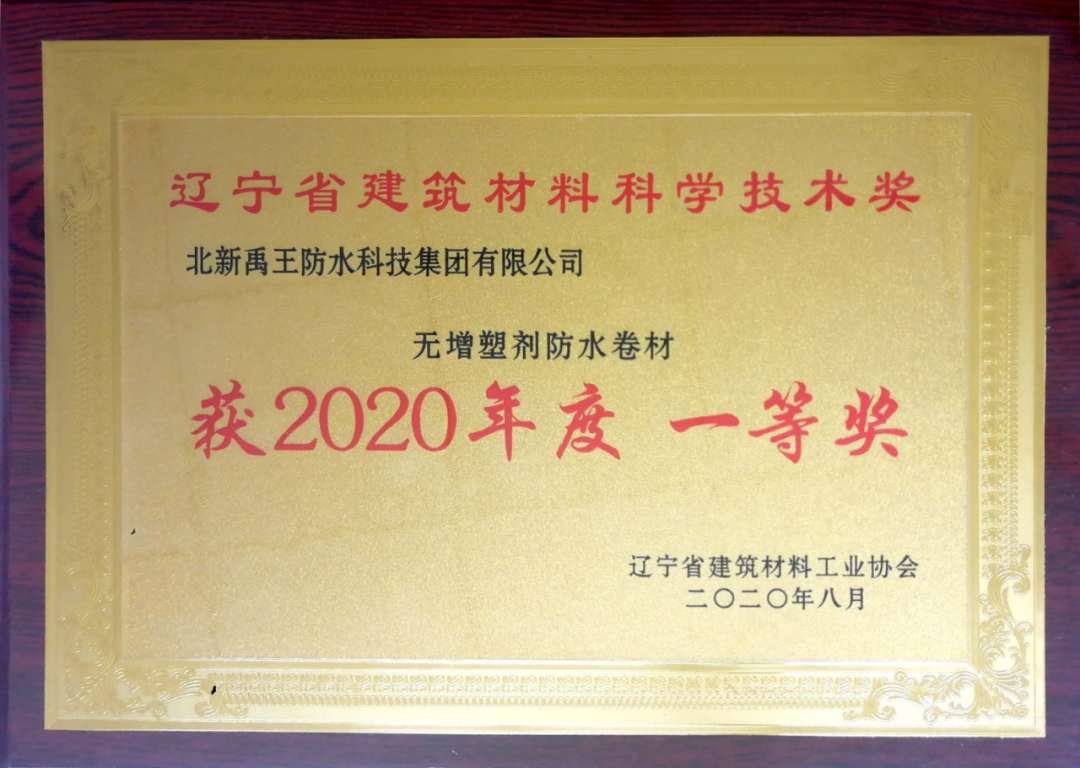 辽宁省建筑材料科学技术奖
北新禹王防水科技集团有限公司
无增塑剂防水卷材
获2020年度 一等奖
辽宁省建筑材料工业协会
二〇二〇年八月